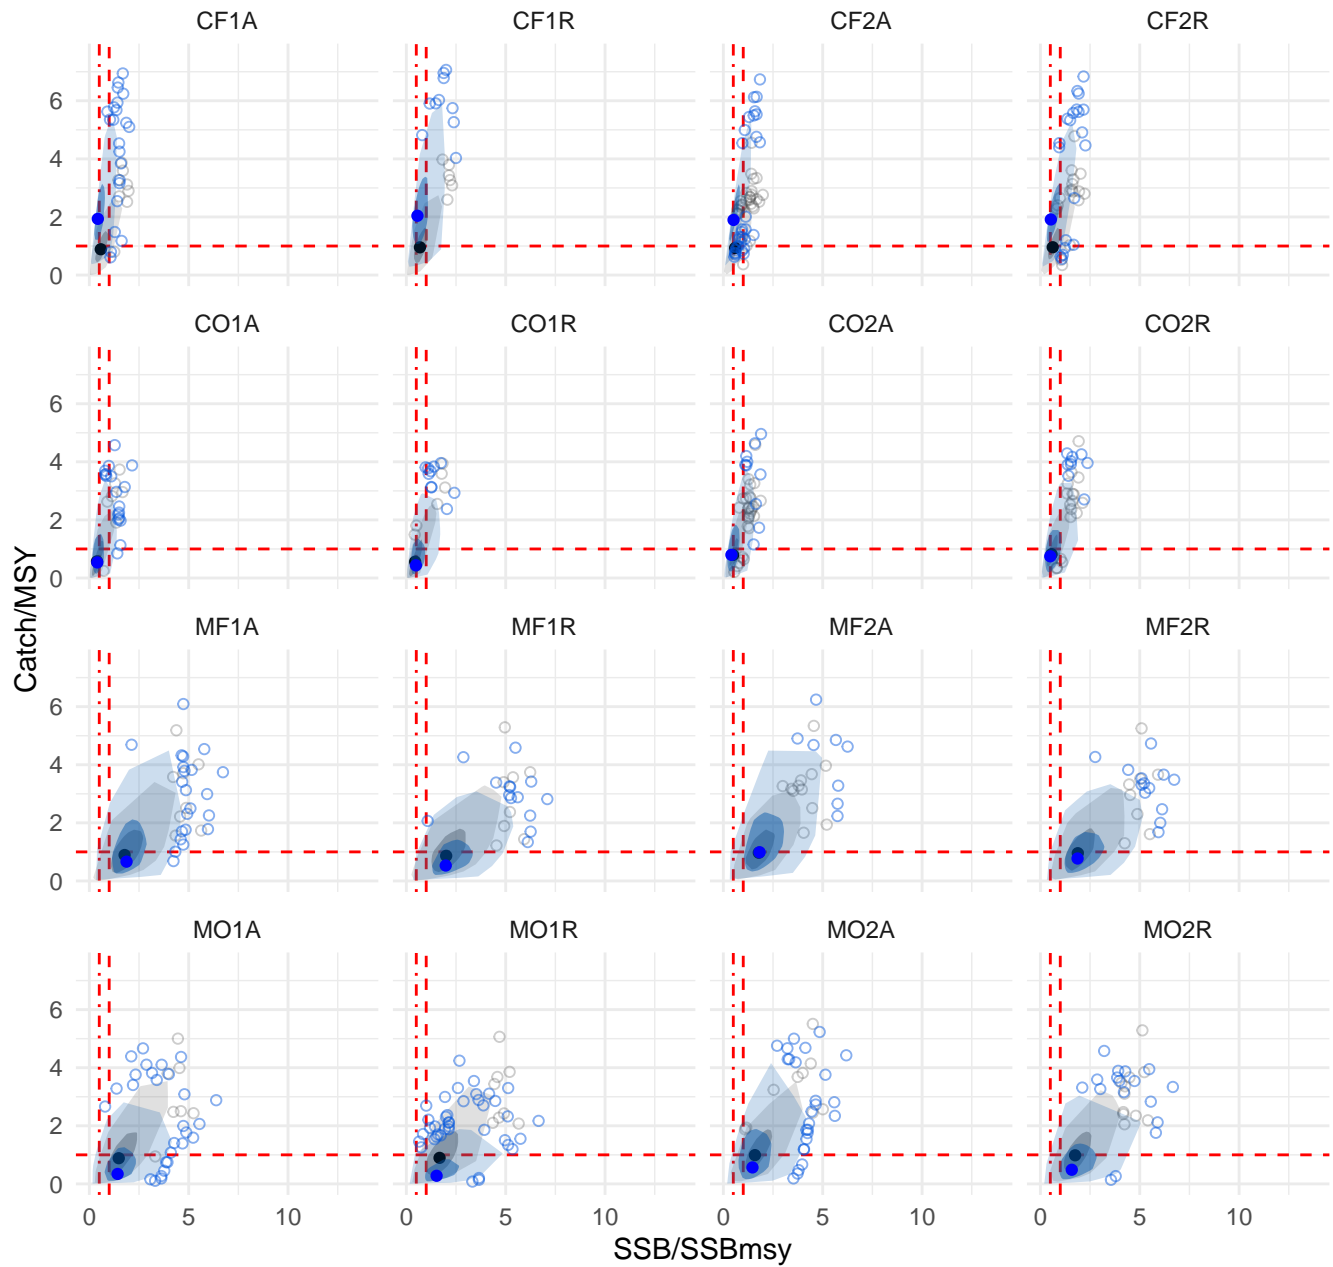 CF1A CF1R CF2A CF2R
6
4
2
0
CO1A CO1R CO2A CO2R
6
4
2
0
Catch/MSY
MF1A MF1R MF2A MF2R
6
4
2
0
MO1A MO1R MO2A MO2R
6
4
2
0
0 5 10 0 5 10 0 5 10 0 5 10
SSB/SSBmsy